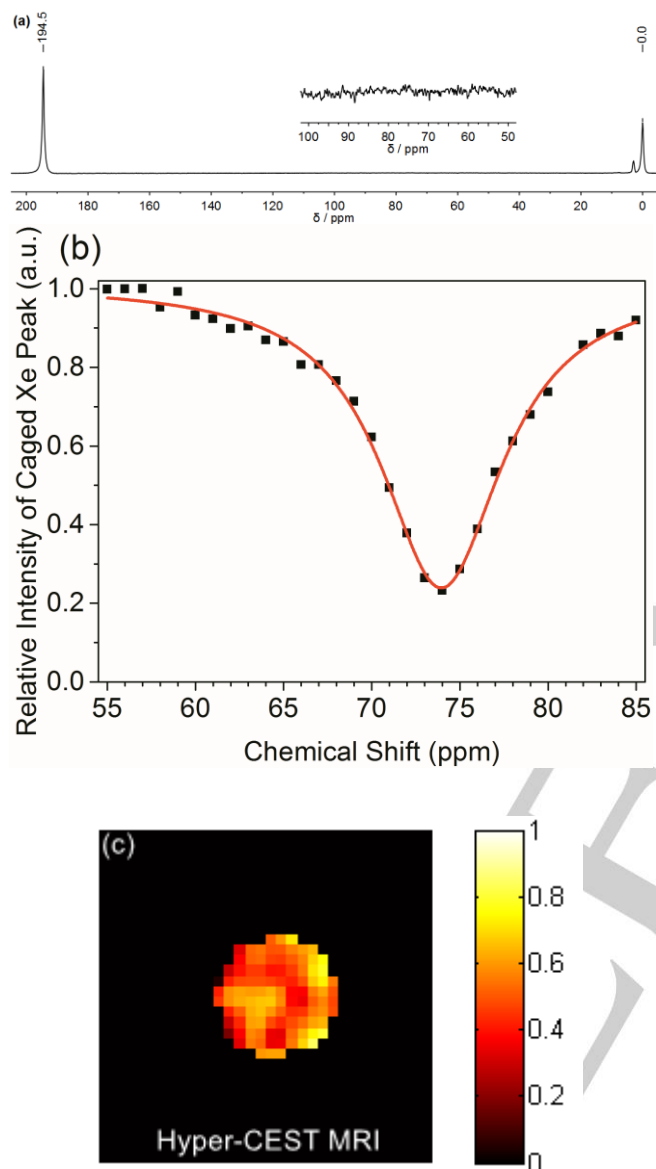 (a)
–194.5
–0.0
100 90 80 70 60 50
δ / ppm
200 180 160 140 120 100 80 60 40 20 0
δ / ppm
(b)
Relative Intensity of Caged Xe Peak (a.u.)
1.0
0.8
0.6
0.4
0.2
0.0
55 60 65 70 75 80 85
Chemical Shift (ppm)
(c)
Hyper-CEST MRI
1
0.8
0.6
0.4
0.2
0